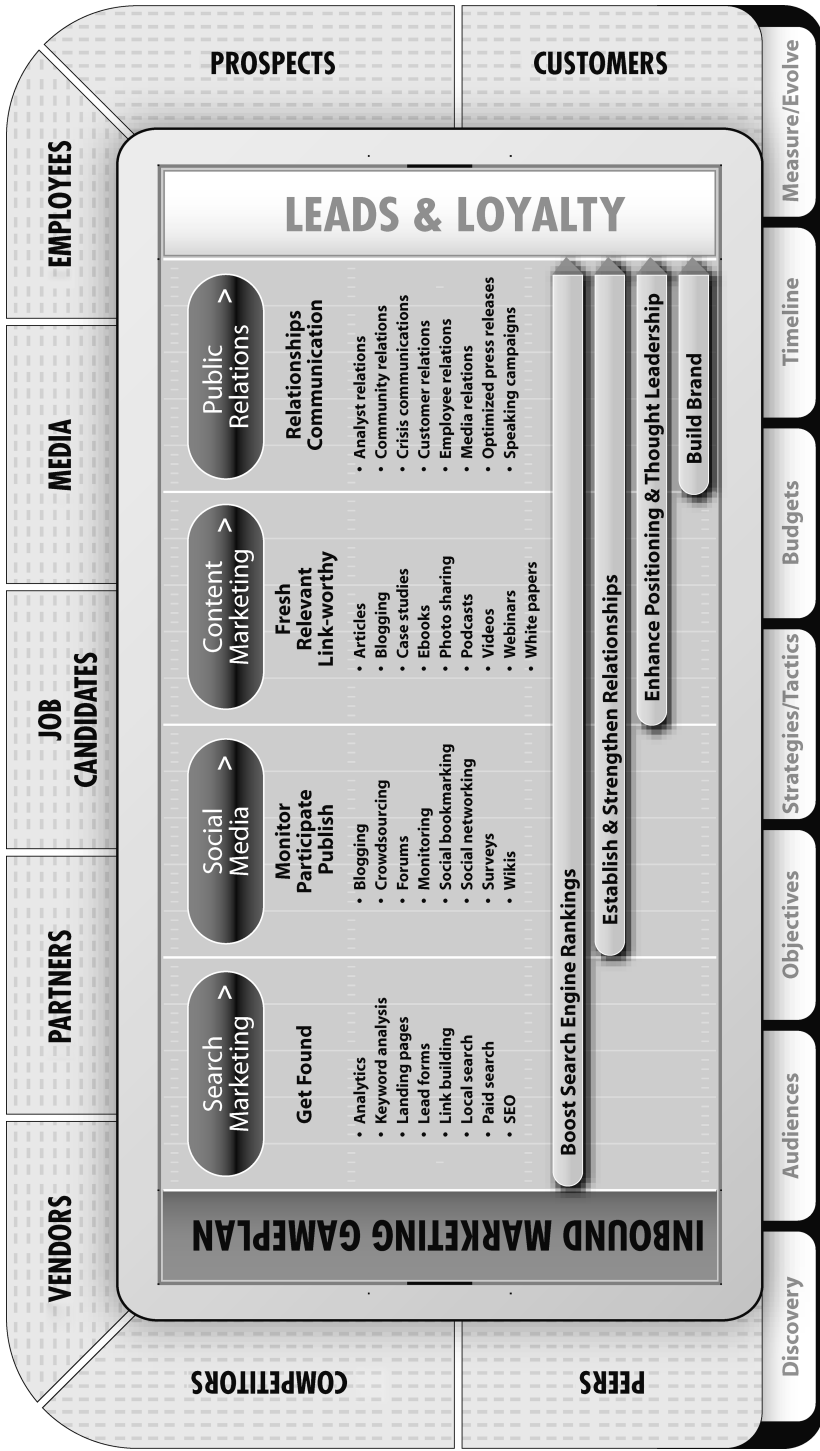 COMPETITORS
PEERS
VENDORS
PARTNERS
JOB
CANDIDATES
MEDIA
EMPLOYEES
PROSPECTS
CUSTOMERS
INBOUND MARKETING GAMEPLAN
Search
Marketing >
Get Found
• Analytics
• Keyword analysis
• Landing pages
• Lead forms
• Link building
• Local search
• Paid search
• SEO
Social
Media >
Monitor
Participate
Publish
• Blogging
• Crowdsourcing
• Forums
• Monitoring
• Social bookmarking
• Social networking
• Surveys
• Wikis
Content
Marketing >
Fresh
Relevant
Link-worthy
• Articles
• Blogging
• Case studies
• Ebooks
• Photo sharing
• Podcasts
• Videos
• Webinars
• White papers
Public
Relations >
Relationships
Communication
• Analyst relations
• Community relations
• Crisis communications
• Customer relations
• Employee relations
• Media relations
• Optimized press releases
• Speaking campaigns
Boost Search Engine Rankings
Establish & Strengthen Relationships
Enhance Positioning & Thought Leadership
Build Brand
LEADS & LOYALTY
Discovery
Audiences
Objectives
Strategies/Tactics
Budgets
Timeline
Measure/Evolve